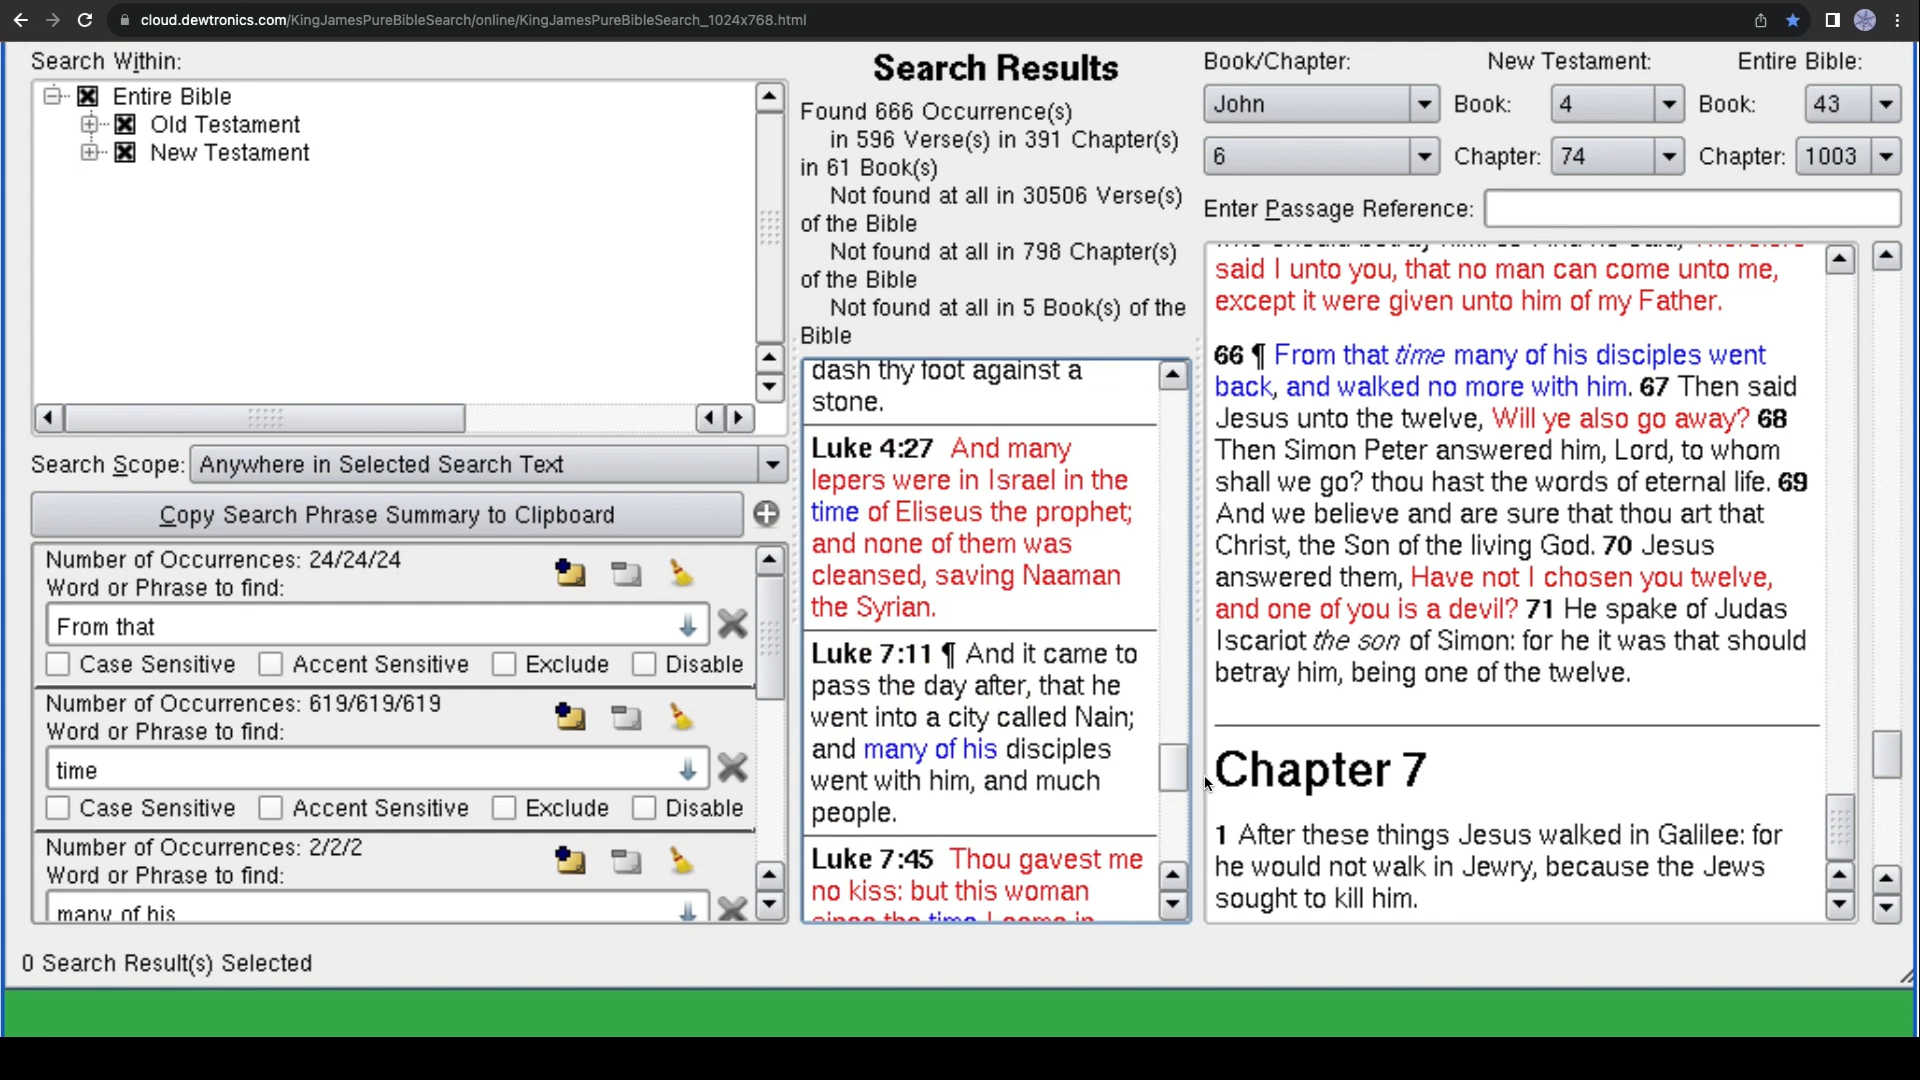 cloud.dewtronics.com/KingJamesPureBibleSearch/online/KingJamesPureBibleSearch_1024x768.html
Search Within:
Entire Bible
Old Testament
New Testament
Search Scope: Anywhere in Selected Search Text
Copy Search Phrase Summary to Clipboard
Number of Occurrences: 24/24/24
Word or Phrase to find:
From that
Case Sensitive Accent Sensitive Exclude Disable
Number of Occurrences: 619/619/619
Word or Phrase to find:
time
Case Sensitive Accent Sensitive Exclude Disable
Number of Occurrences: 2/2/2
Word or Phrase to find:
many of his
0 Search Result(s) Selected
Search Results
Found 666 Occurrence(s)
in 596 Verse(s) in 391 Chapter(s)
in 61 Book(s)
Not found at all in 30506 Verse(s)
of the Bible
Not found at all in 798 Chapter(s)
of the Bible
Not found at all in 5 Book(s) of the
Bible
dash thy foot against a
stone.
Luke 4:27 And many
lepers were in Israel in the
time of Eliseus the prophet;
and none of them was
cleansed, saving Naaman
the Syrian.
Luke 7:11 ¶ And it came to
pass the day after, that he
went into a city called Nain;
and many of his disciples
went with him, and much
people.
Luke 7:45 Thou gavest me
no kiss: but this woman
since the time I came in
Book/Chapter: New Testament: Entire Bible:
John Book: 4 Book: 43
6 Chapter: 74 Chapter: 1003
Enter Passage Reference:
said I unto you, that no man can come unto me,
except it were given unto him of my Father.
66 ¶ From that time many of his disciples went
back, and walked no more with him. 67 Then said
Jesus unto the twelve, Will ye also go away? 68
Then Simon Peter answered him, Lord, to whom
shall we go? thou hast the words of eternal life. 69
And we believe and are sure that thou art that
Christ, the Son of the living God. 70 Jesus
answered them, Have not I chosen you twelve,
and one of you is a devil? 71 He spake of Judas
Iscariot the son of Simon: for he it was that should
betray him, being one of the twelve.
Chapter 7
1 After these things Jesus walked in Galilee: for
he would not walk in Jewry, because the Jews
sought to kill him.